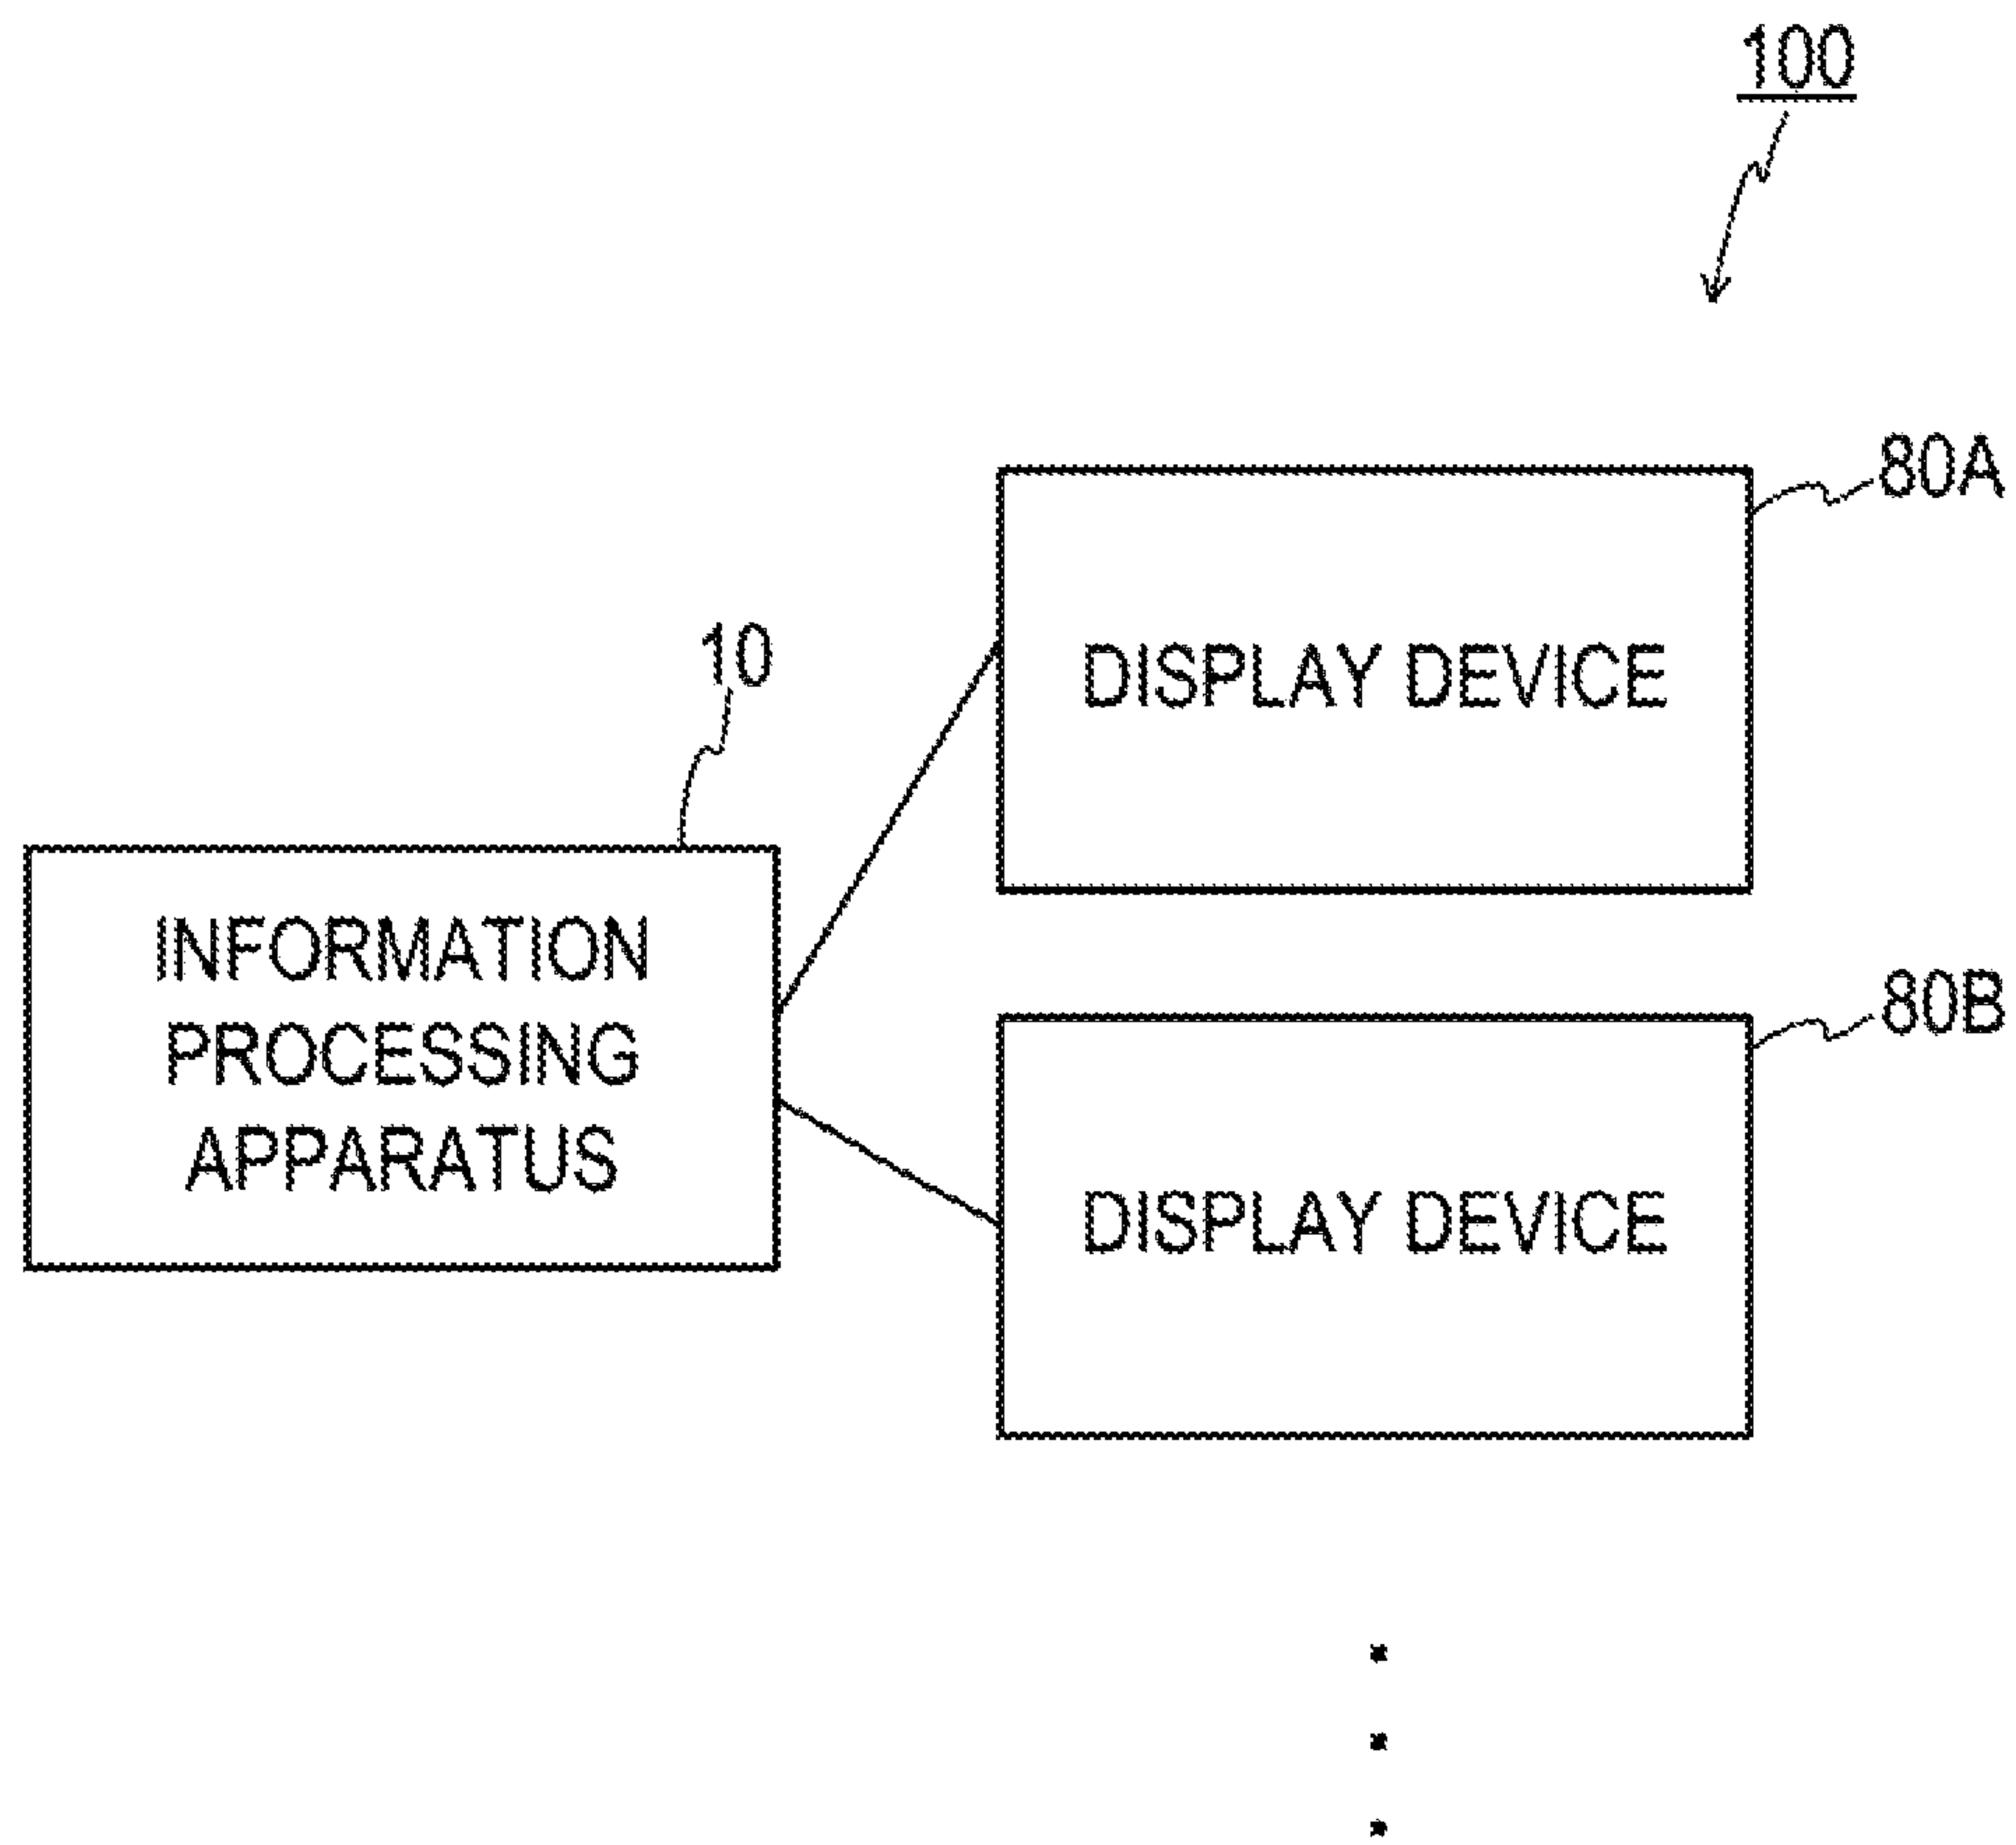 100
80A
DISPLAY DEVICE
10
INFORMATION
PROCESSING
APPARATUS
80B
DISPLAY DEVICE